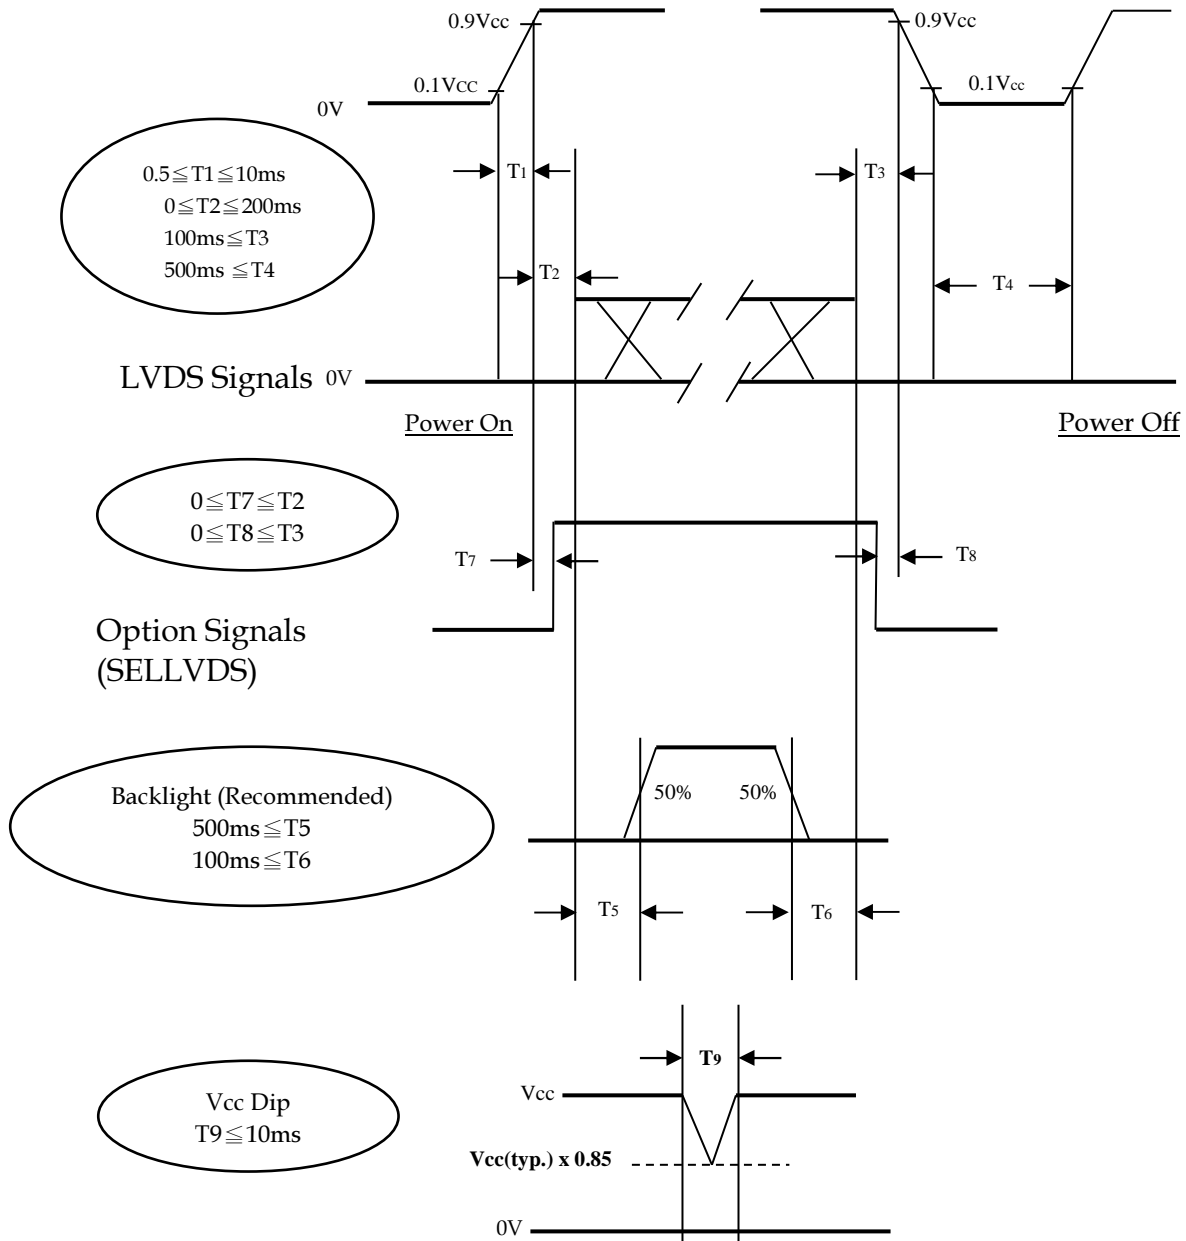 0.9Vcc
0.9Vcc
0.1VCC
0.1Vcc
0V
0.5≦T1≦10ms
0≦T2≦200ms
100ms≦T3
500ms ≦T4
T1
T3
T2
T4
LVDS Signals 0V
Power On
Power Off
0≦T7≦T2
0≦T8≦T3
T7
T8
Option Signals
(SELLVDS)
Backlight (Recommended)
500ms≦T5
100ms≦T6
50%
50%
T5
T6
Vcc Dip
T9≦10ms
T9
Vcc
Vcc(typ.) x 0.85
0V